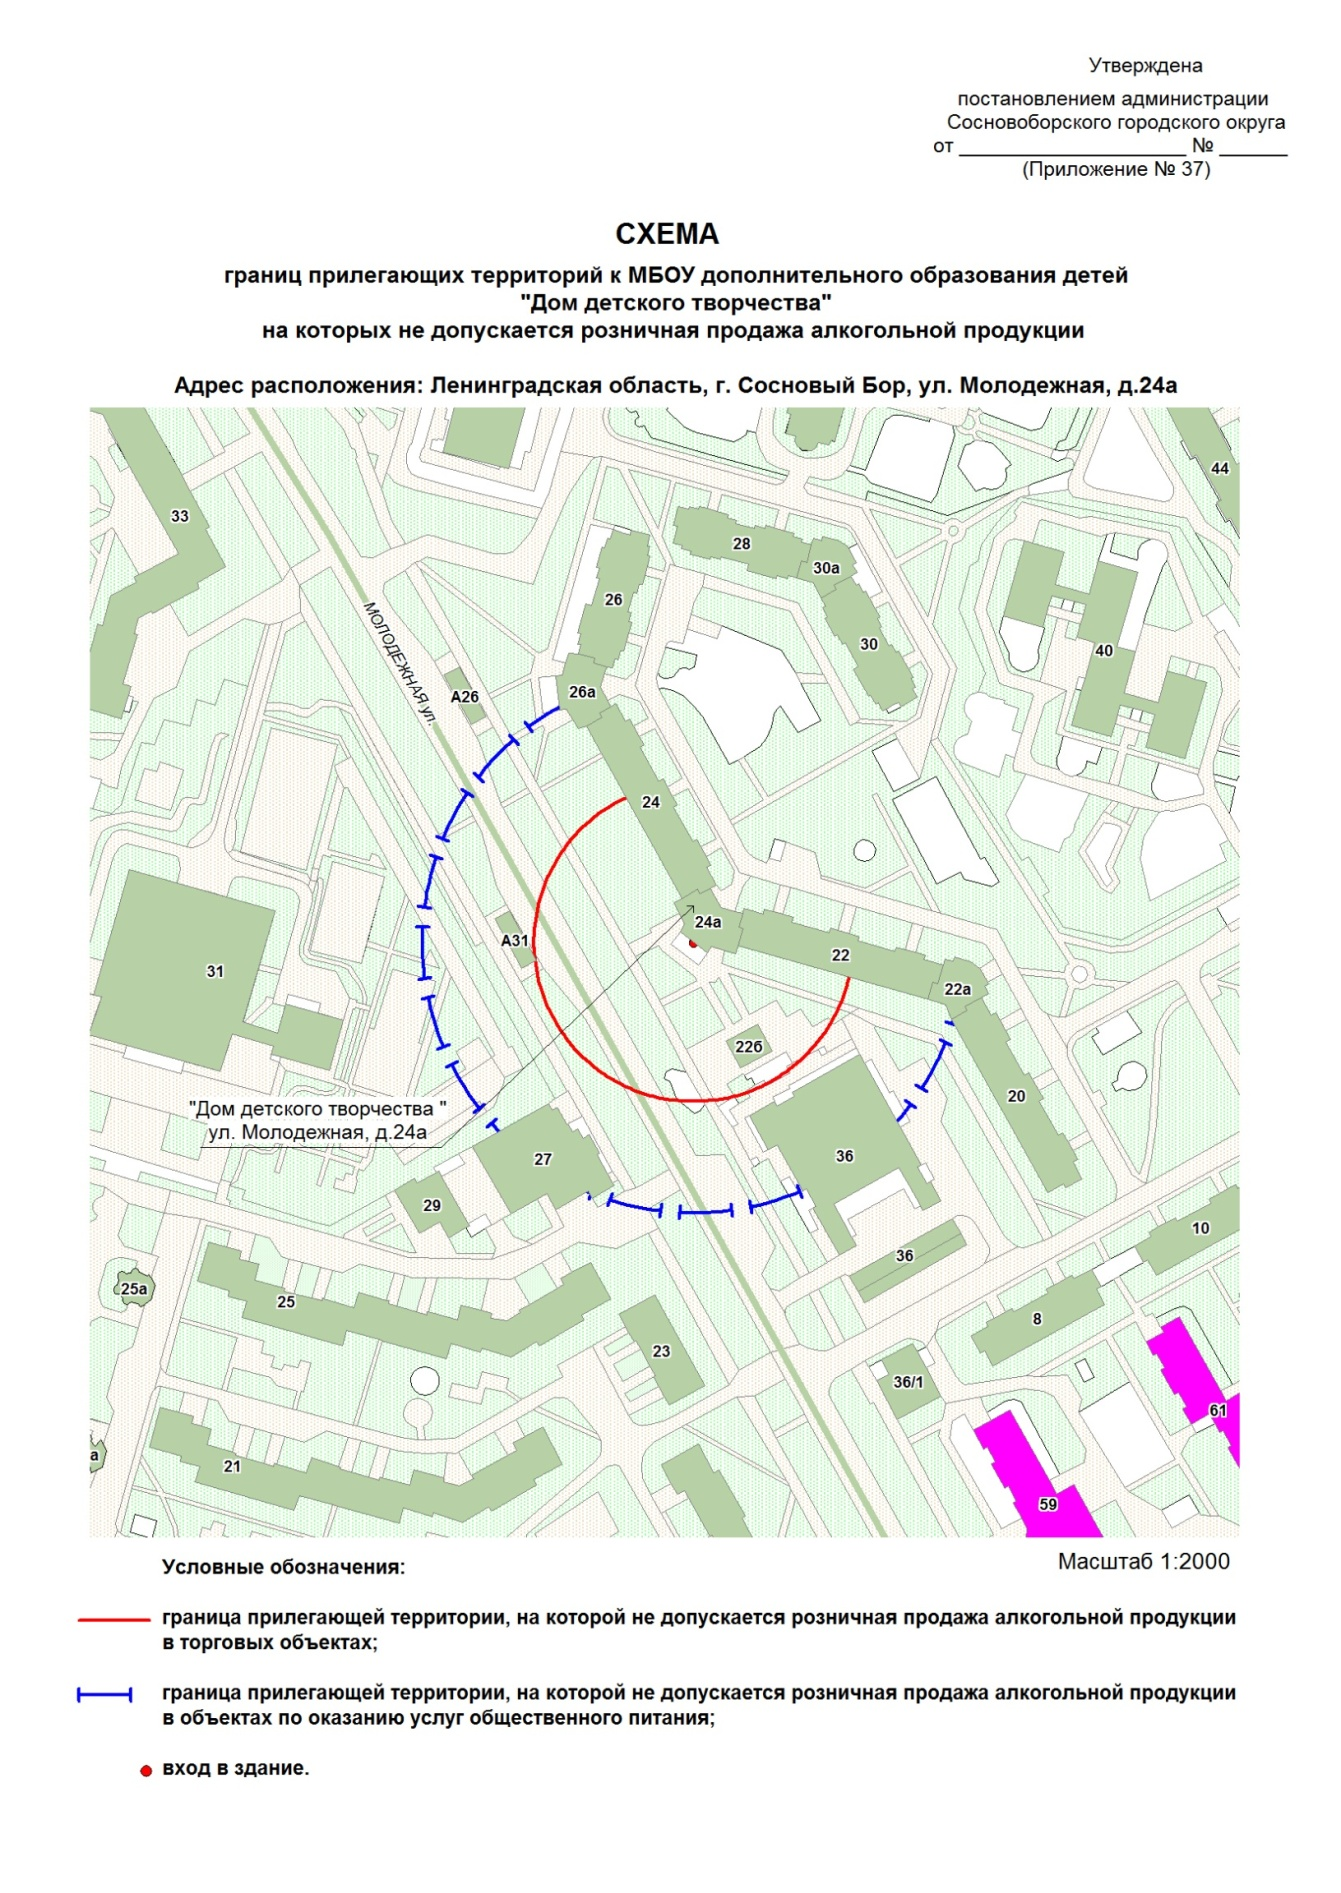 Утверждена
постановлением администрации
Сосновоборского городского округа
от ____________________ № ______
(Приложение № 37)
СХЕМА
границ прилегающих территорий к МБОУ дополнительного образования детей
"Дом детского творчества"
на которых не допускается розничная продажа алкогольной продукции
Адрес расположения: Ленинградская область, г. Сосновый Бор, ул. Молодежная, д.24а
44
33
28
30а
26
30
40
МОЛОДЕЖНАЯ ул.
26а
А26
24
24а
А31
22
31
22а
22б
20
"Дом детского творчества "
ул. Молодежная, д.24а
27
36
29
10
36
25а
25
8
23
36/1
61
а
21
59
Условные обозначения:
Масштаб 1:2000
граница прилегающей территории, на которой не допускается розничная продажа алкогольной продукции
в торговых объектах;
граница прилегающей территории, на которой не допускается розничная продажа алкогольной продукции
в объектах по оказанию услуг общественного питания;
вход в здание.